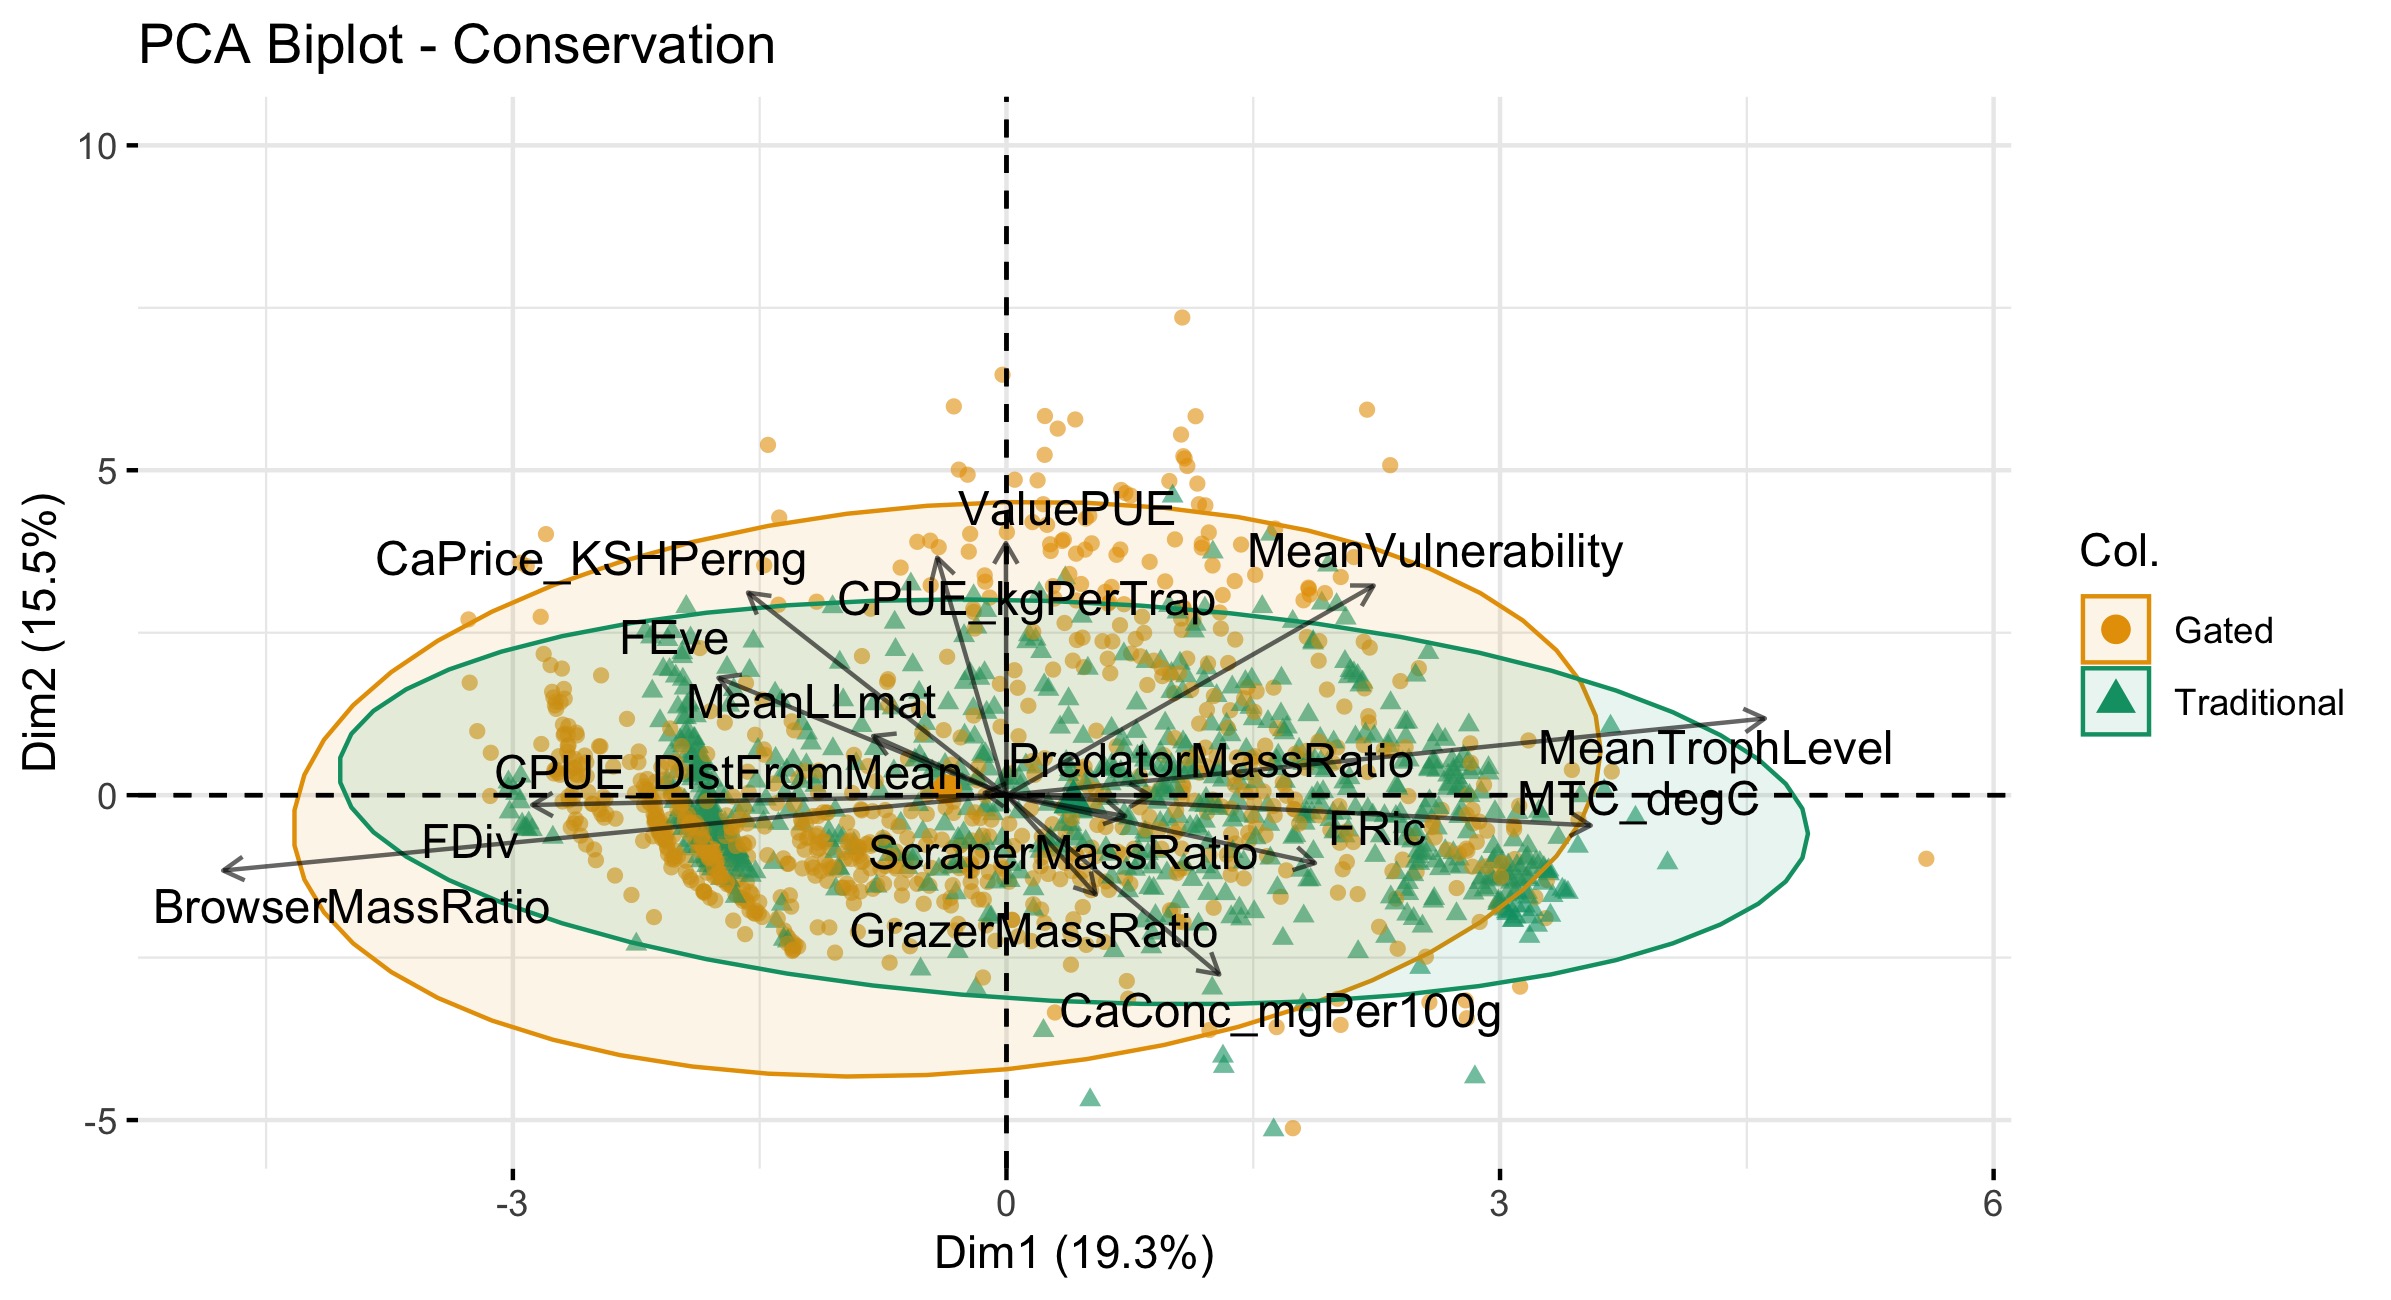 PCA Biplot - Conservation
10
5
0
-5
Dim2 (15.5%)
ValuePUE
CaPrice_KSHPermg
MeanVulnerability
CPUE_kgPerTrap
FEve
MeanLLmat
MeanTrophLevel
PredatorMassRatio
CPUE_DistFromMean
MTC_degC
FRic
FDiv
ScraperMassRatio
BrowserMassRatio
GrazerMassRatio
CaConc_mgPer100g
-3
0
3
6
Dim1 (19.3%)
Col.
Gated
Traditional